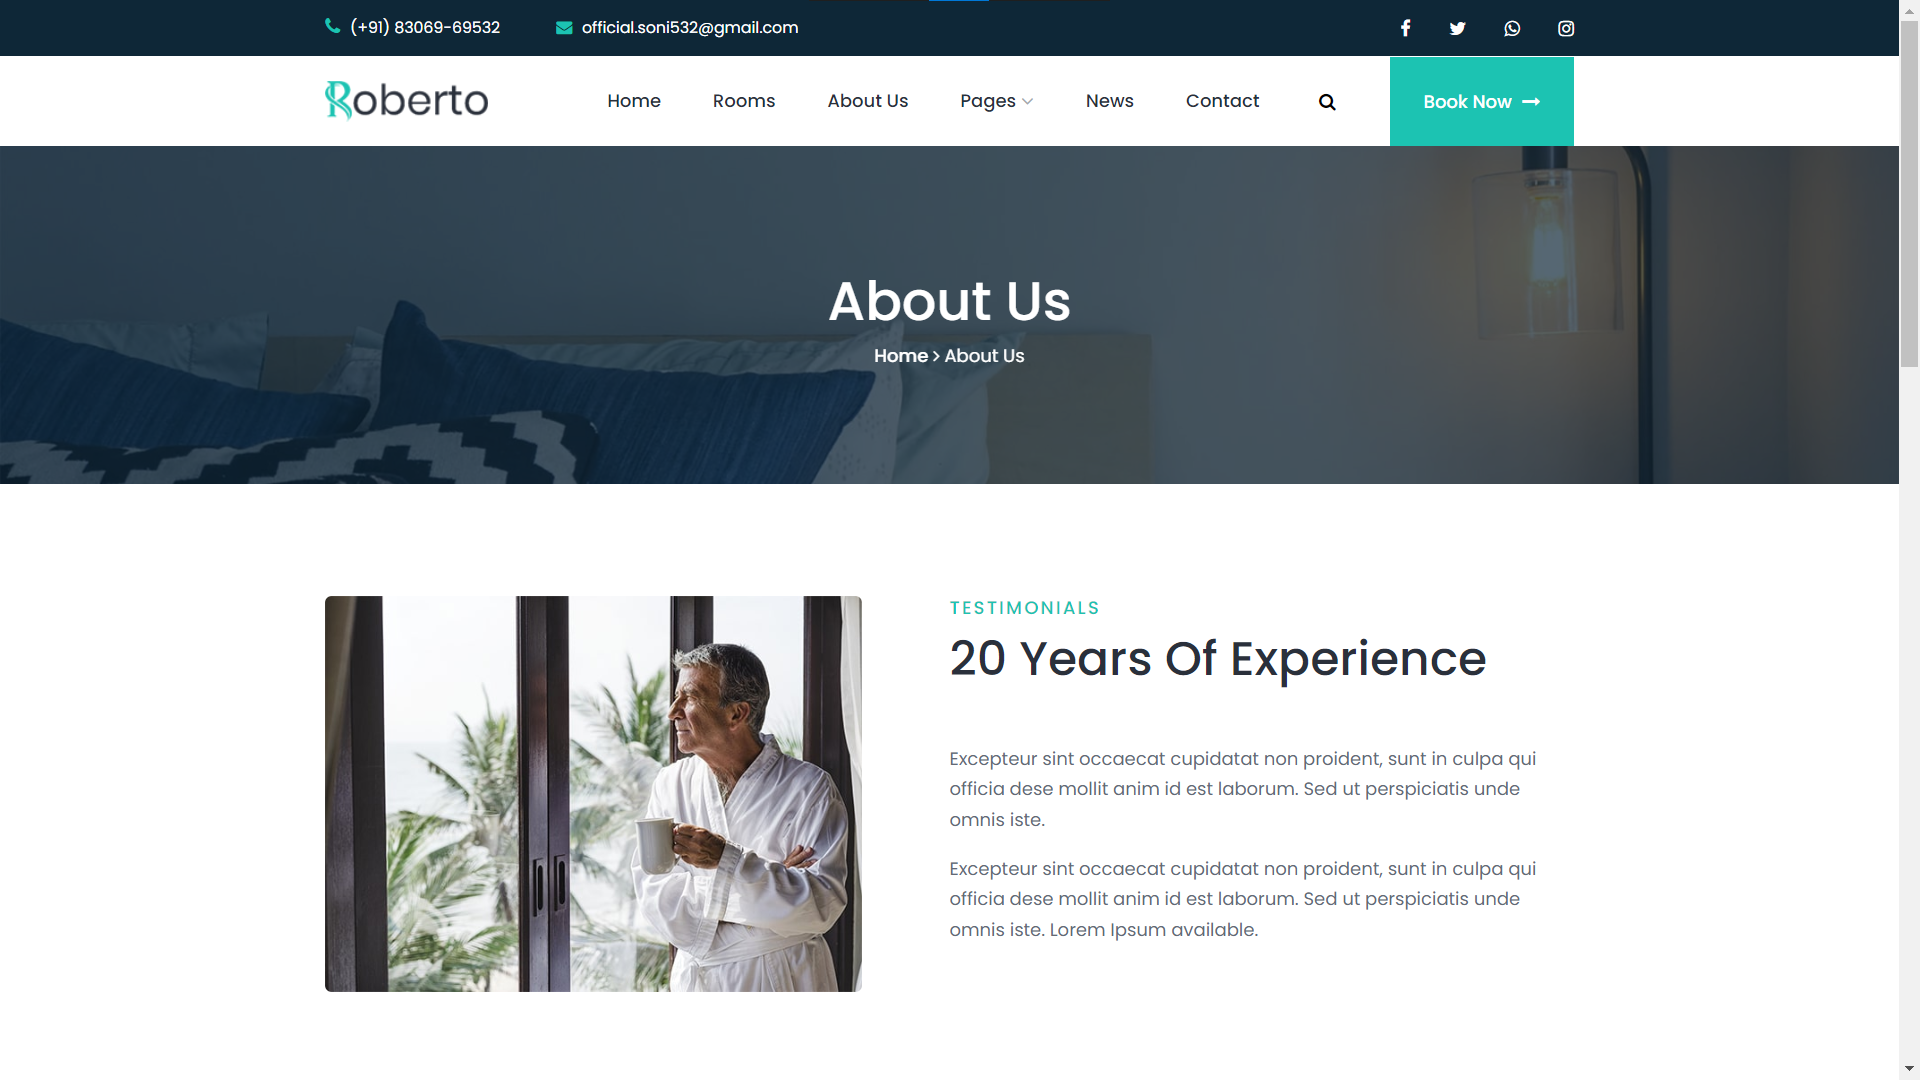 (+91) 83069-69532
official.soni532@gmail.com
Roberto
Home
Rooms
About Us
Pages
News
Contact
Book Now
About Us
Home
About Us
TESTIMONIALS
20 Years Of Experience
Excepteur sint occaecat cupidatat non proident, sunt in culpa qui
officia dese mollit anim id est laborum. Sed ut perspiciatis unde
omnis iste.
Excepteur sint occaecat cupidatat non proident, sunt in culpa qui
officia dese mollit anim id est laborum. Sed ut perspiciatis unde
omnis iste. Lorem Ipsum available.